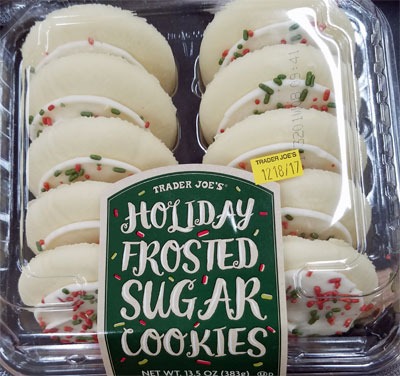 TRADER JOE'S
12/18/17
TRADER JOE'S®
HOLIDAY
FROSTED
SUGAR
COOKIES
NET WT. 13.5 OZ (383g)